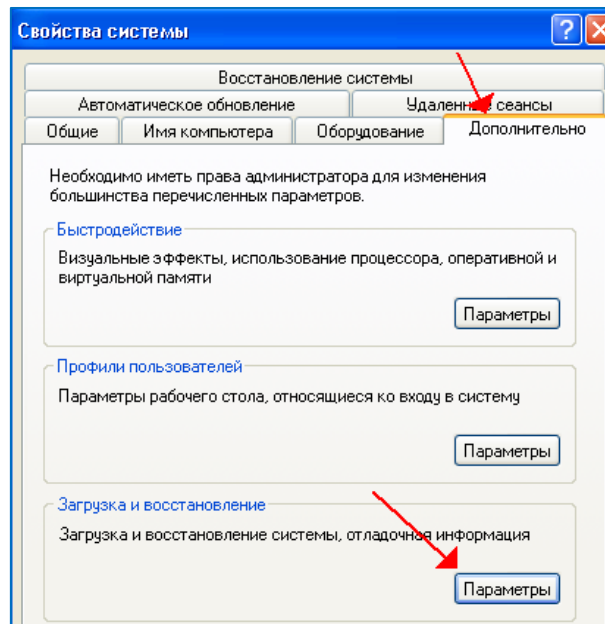 Свойства системы
Восстановление системы
Автоматическое обновление Удаленные сеансы
Общие Имя компьютера Оборудование Дополнительно
Необходимо иметь права администратора для изменения
большинства перечисленных параметров.
Быстродействие
Визуальные эффекты, использование процессора, оперативной и
виртуальной памяти
Параметры
Профили пользователей
Параметры рабочего стола, относящиеся ко входу в систему
Параметры
Загрузка и восстановление
Загрузка и восстановление системы, отладочная информация
Параметры